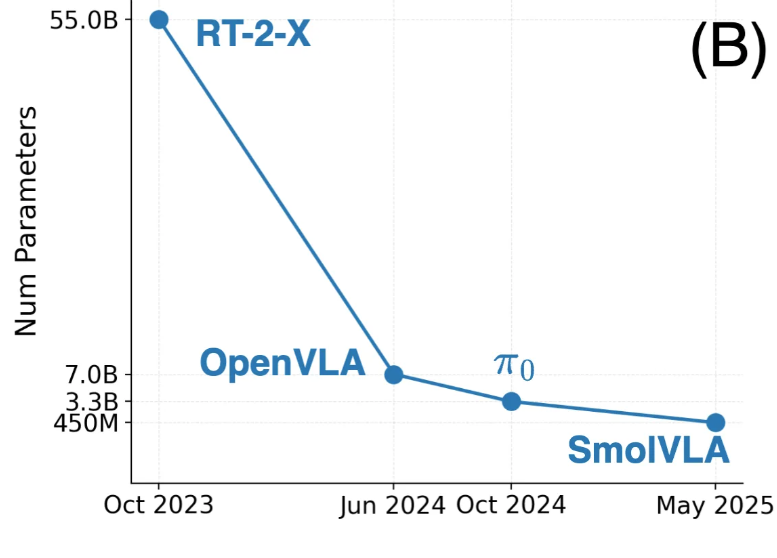 (B)
55.0B
RT-2-X
Num Parameters
OpenVLA
π₀
7.0B
3.3B
450M
SmolVLA
Oct 2023
Jun 2024
Oct 2024
May 2025